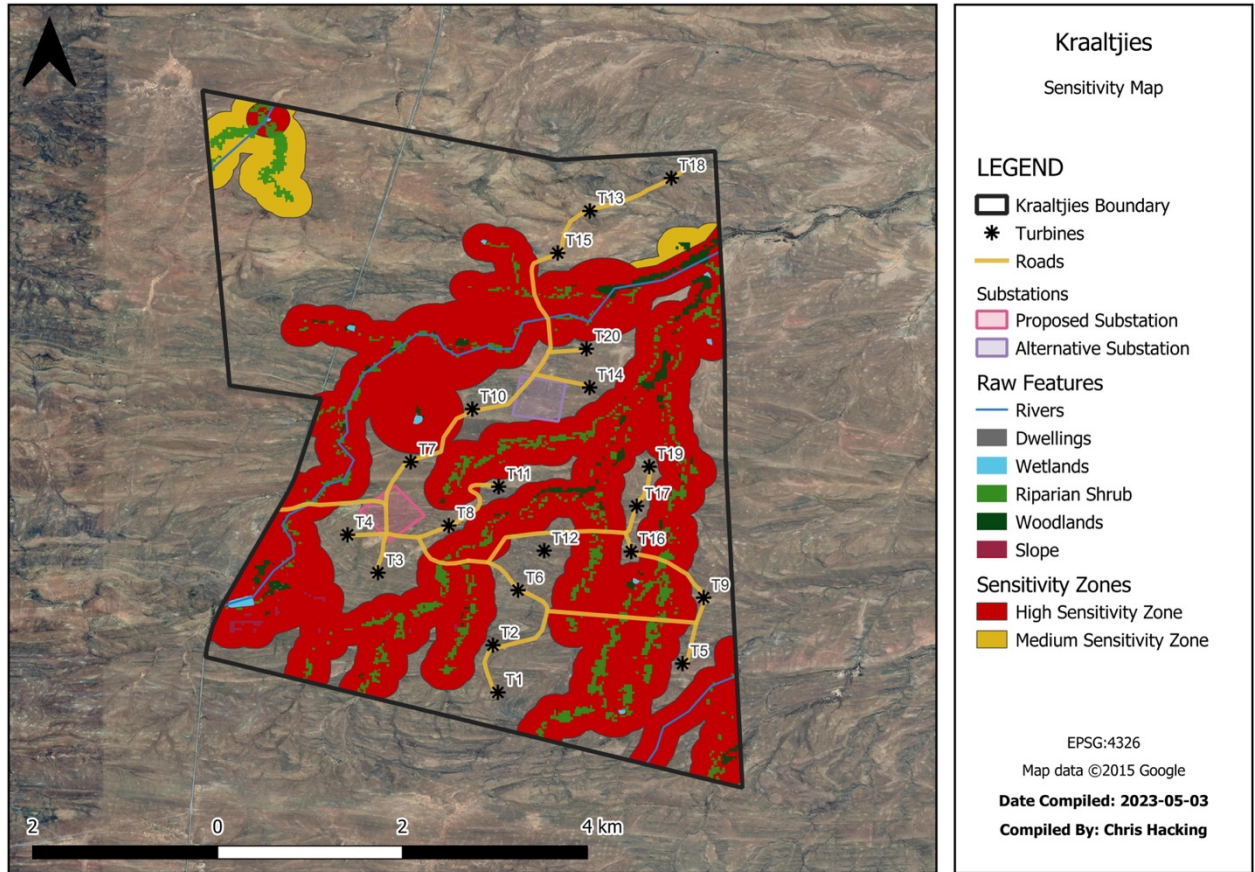 T18
T13
T15
T20
T14
T10
T7
T19
T11
T17
T8
T4
T12
T16
T3
T6
T9
T2
T5
T1
2 0 2 4 km
Kraaltjies
Sensitivity Map
LEGEND
Kraaltjies Boundary
Turbines
Roads
Substations
Proposed Substation
Alternative Substation
Raw Features
Rivers
Dwellings
Wetlands
Riparian Shrub
Woodlands
Slope
Sensitivity Zones
High Sensitivity Zone
Medium Sensitivity Zone
EPSG:4326
Map data ©2015 Google
Date Compiled: 2023-05-03
Compiled By: Chris Hacking